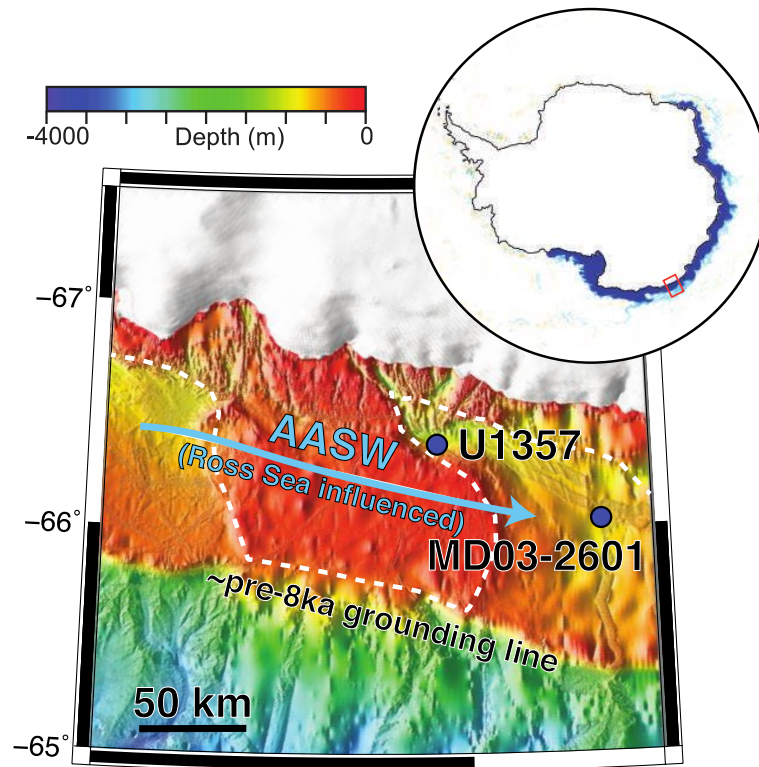 -4000 Depth (m) 0
−67°
AASW
(Ross Sea influenced)
U1357
−66°
MD03-2601
~pre-8ka grounding line
50 km
−65°